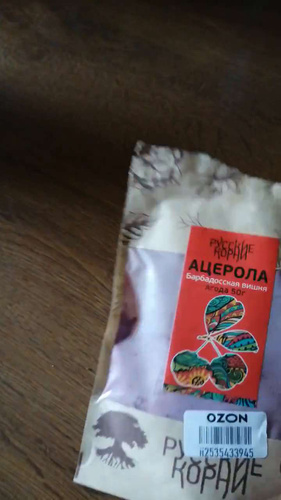 РУССКИЕ
КОРНИ
АЦЕРОЛА
Барбадосская вишня
ягода 50г
OZON
РУССКИЕ
КОРНИ